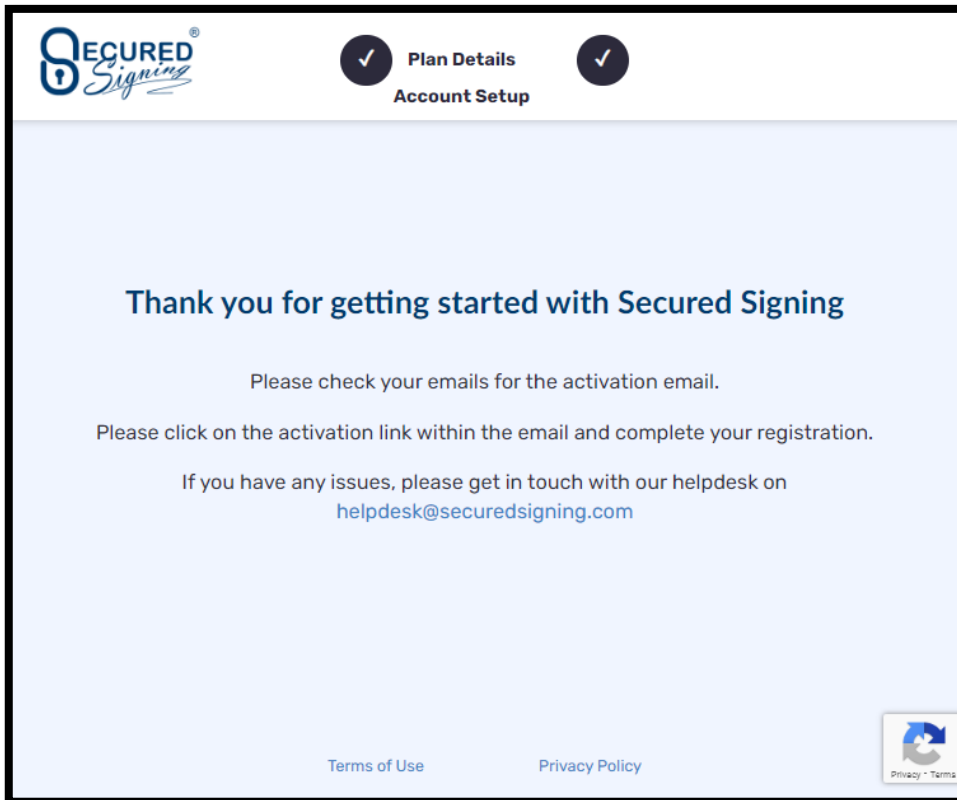 SECURED®
Signing
✓ Plan Details ✓
Account Setup
Thank you for getting started with Secured Signing
Please check your emails for the activation email.
Please click on the activation link within the email and complete your registration.
If you have any issues, please get in touch with our helpdesk on
helpdesk@securedsigning.com
Terms of Use Privacy Policy
Privacy - Terms